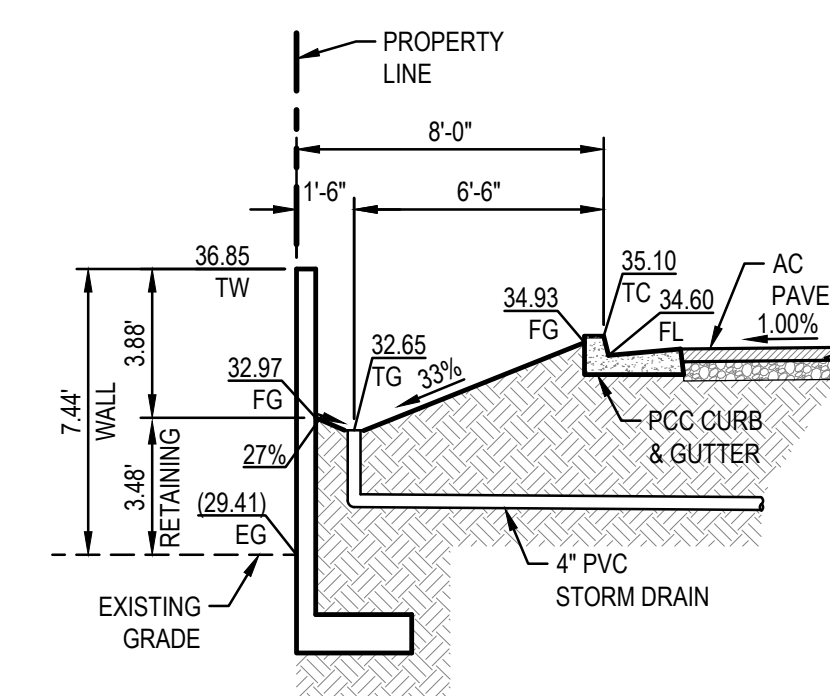 PROPERTY
LINE
8'-0"
1'-6"
6'-6"
36.85
TW
35.10
TC
AC
PAVE
34.93
FG
34.60
FL
1.00%
3.88'
32.65
TG
33%
32.97
FG
7.44'
WALL
PCC CURB
& GUTTER
27%
3.48'
RETAINING
(29.41)
EG
4" PVC
STORM DRAIN
EXISTING
GRADE